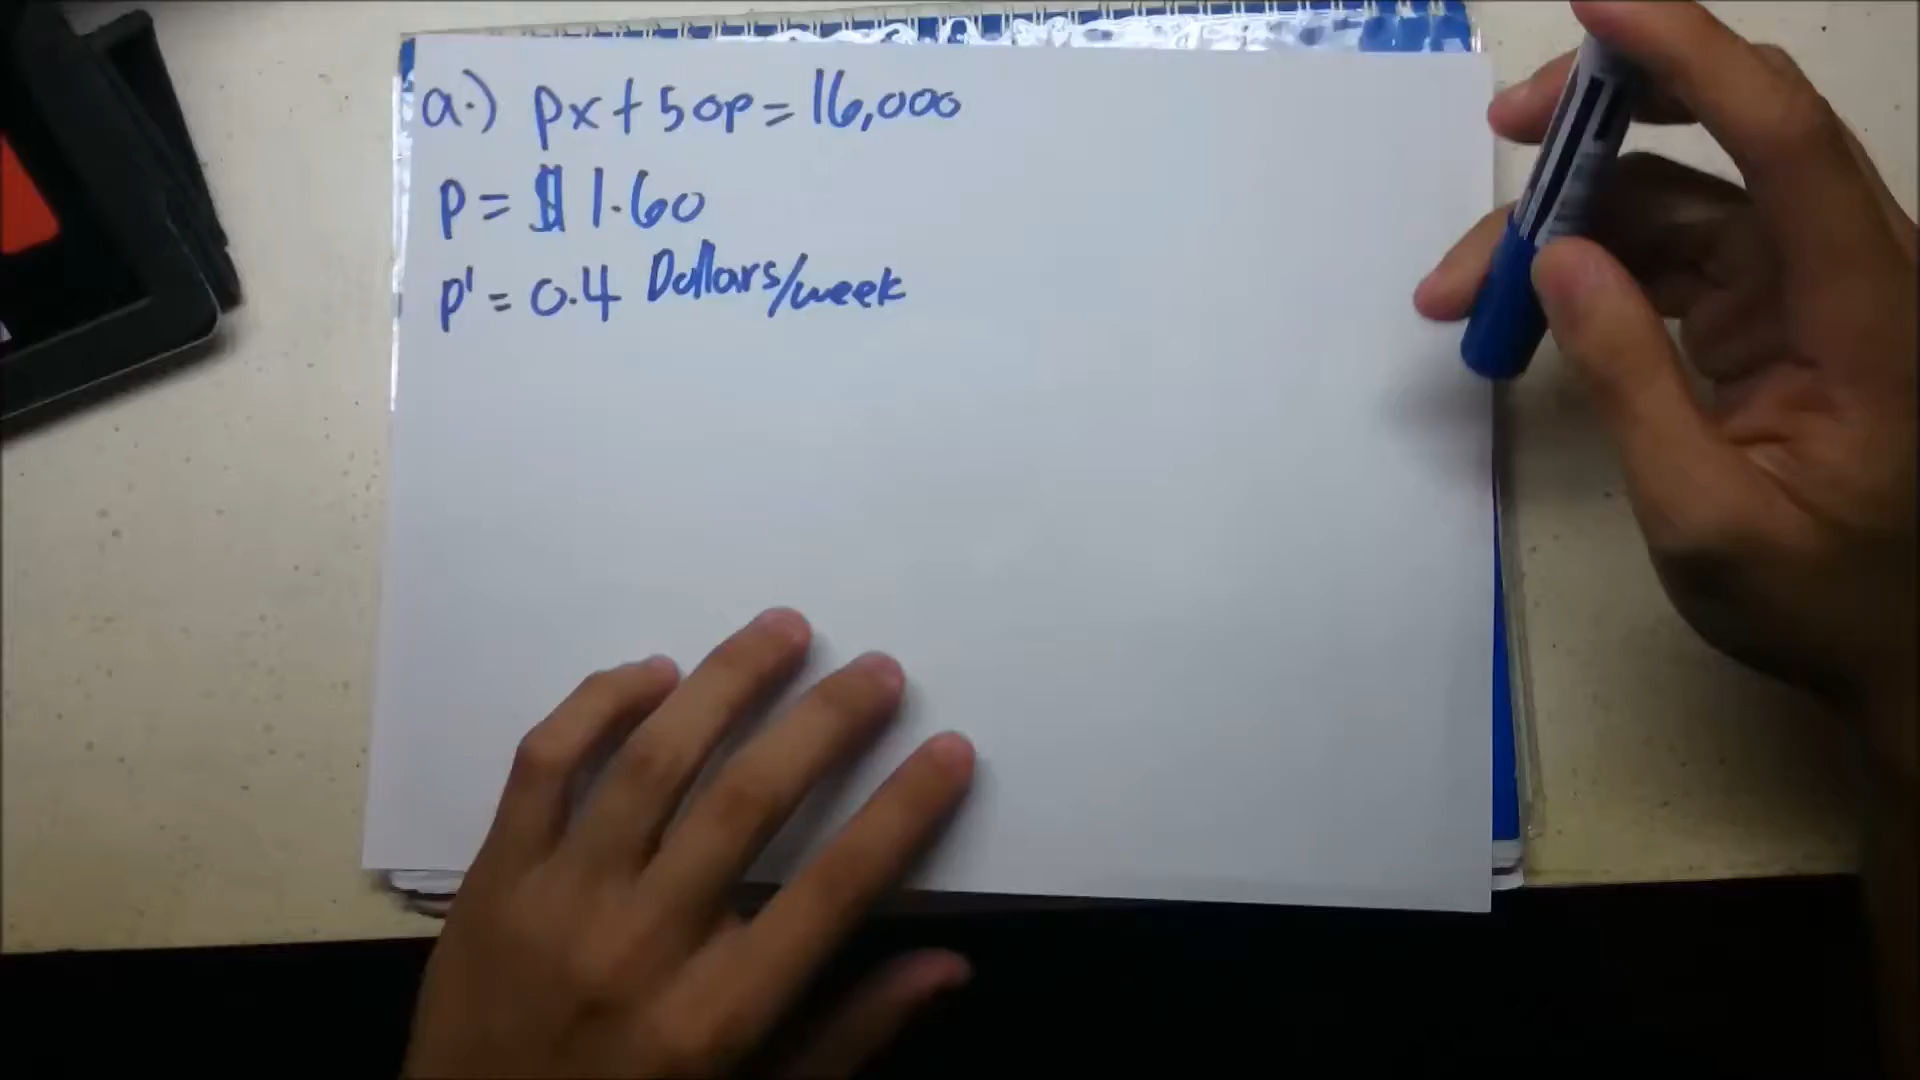 a.) px + 50p = 16,000
p = $ 1.60
p' = 0.4 Dollars/week